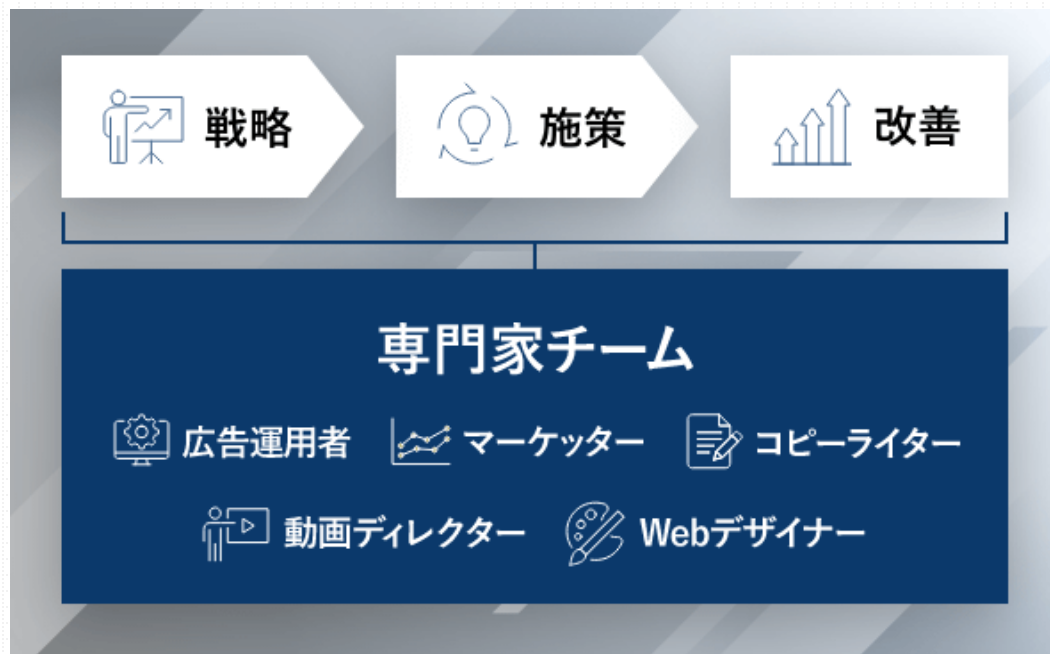 戦略
施策
改善
専門家チーム
広告運用者 マーケッター コピーライター
動画ディレクター Webデザイナー